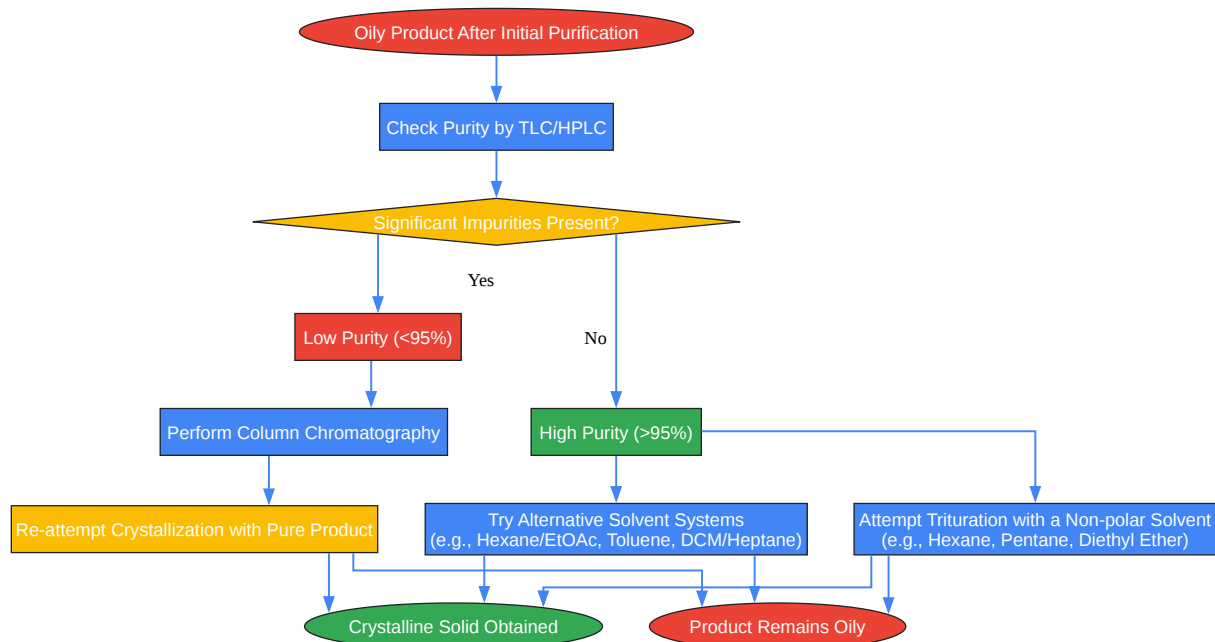 Oily Product After Initial Purification
Check Purity by TLC/HPLC
Significant Impurities Present?
Yes
Low Purity (<95%)
No
Perform Column Chromatography
High Purity (>95%)
Re-attempt Crystallization with Pure Product
Try Alternative Solvent Systems
(e.g., Hexane/EtOAc, Toluene, DCM/Heptane)
Attempt Trituration with a Non-polar Solvent
(e.g., Hexane, Pentane, Diethyl Ether)
Crystalline Solid Obtained
Product Remains Oily